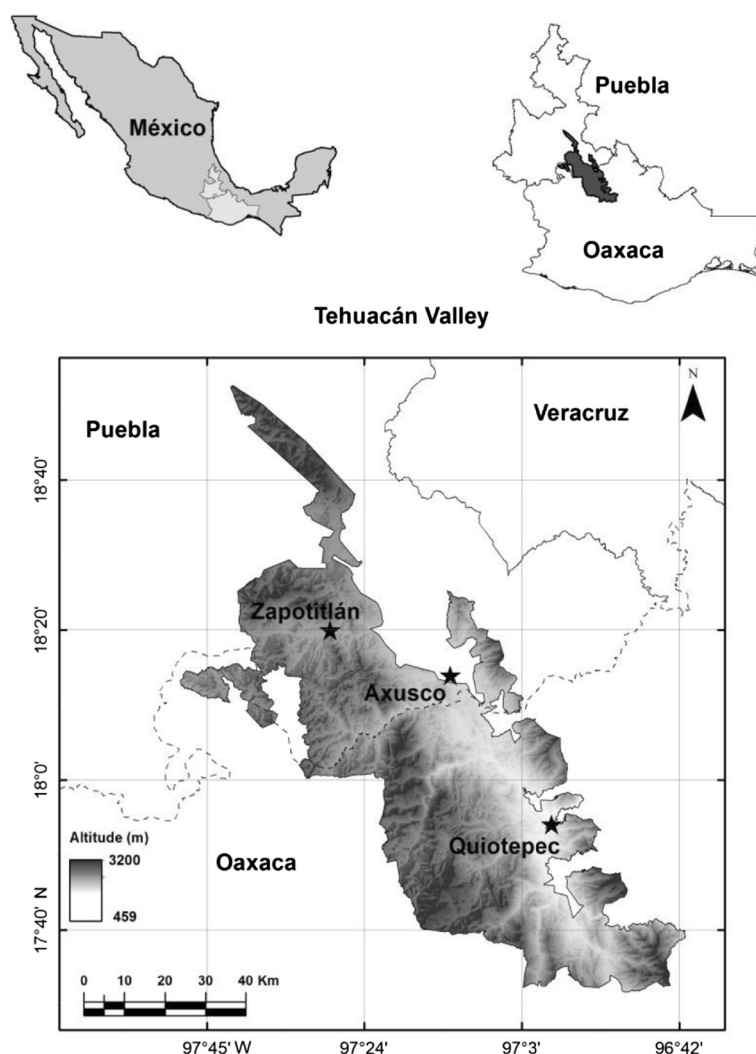 México
Puebla
Oaxaca
Tehuacán Valley
Puebla
Veracruz
N
18°40'
Zapotitlán
18°20'
Axusco
18°0'
Quiotepec
Altitude (m)
3200
459
Oaxaca
17°40' N
0 10 20 30 40 Km
97°45' W 97°24' 97°3' 96°42'